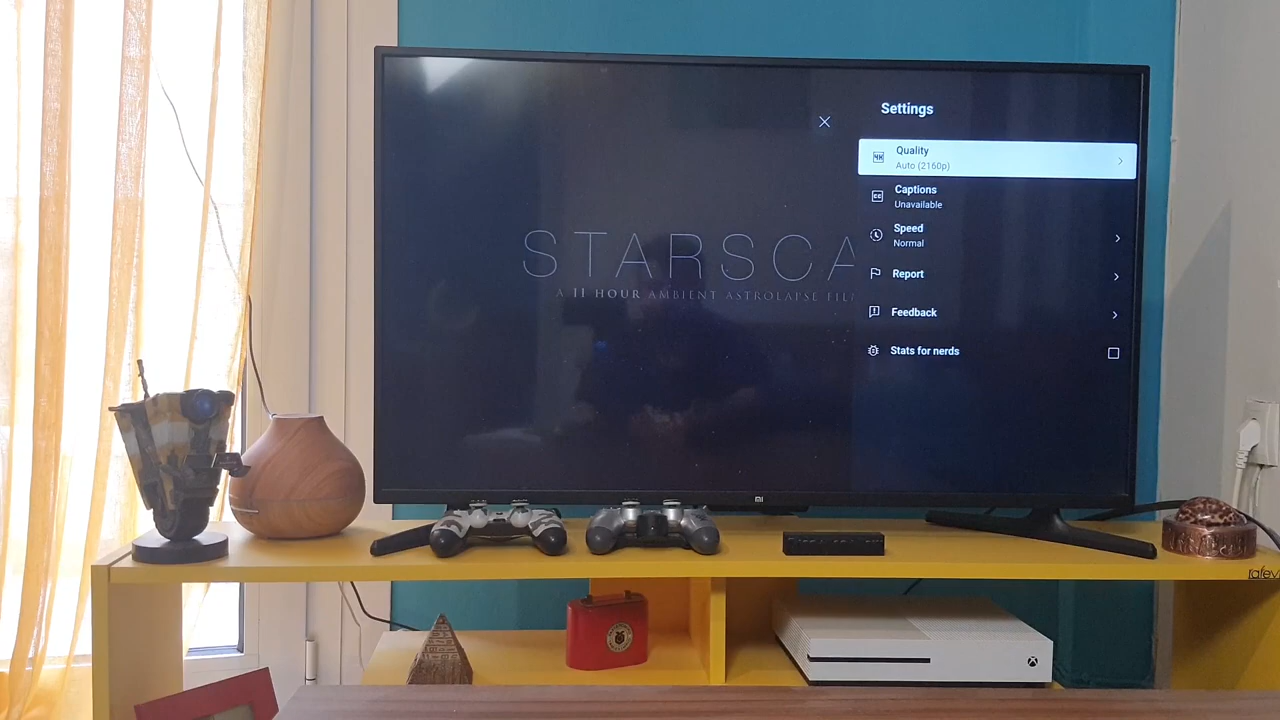 Settings
Quality
Auto (2160p)
Captions
Unavailable
Speed
Normal
Report
Feedback
Stats for nerds
STARSCA
A 11 HOUR AMBIENT ASTROLAPSE FIL
mi